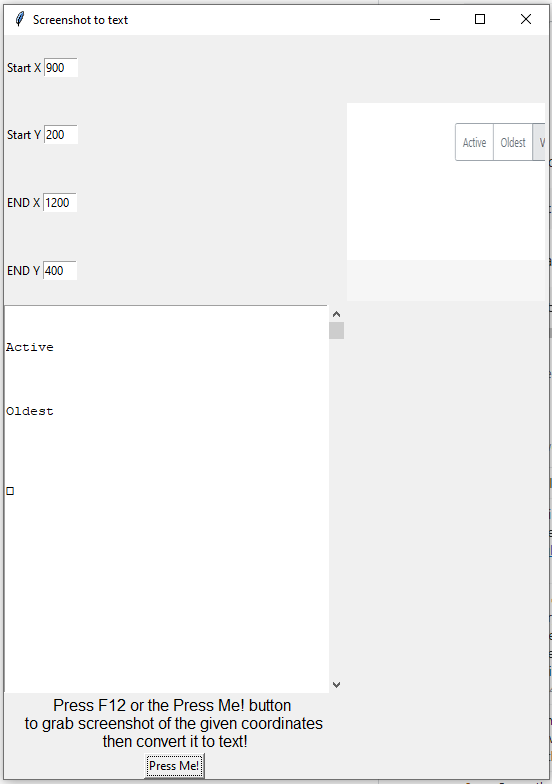 Screenshot to text
Start X 900
Start Y 200
END X 1200
END Y 400
Active Oldest V
Active
Oldest
Press F12 or the Press Me! button
to grab screenshot of the given coordinates
then convert it to text!
Press Me!